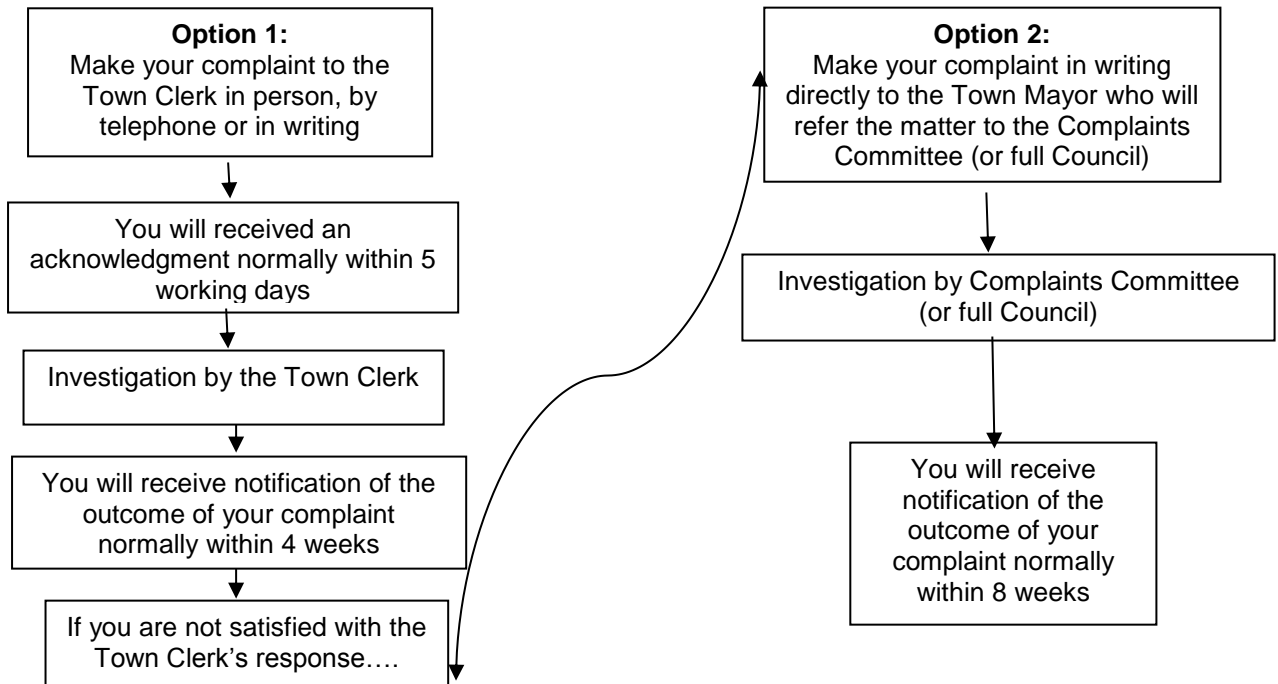 Option 1:
Make your complaint to the
Town Clerk in person, by
telephone or in writing
You will received an
acknowledgment normally within 5
working days
Investigation by the Town Clerk
You will receive notification of the
outcome of your complaint
normally within 4 weeks
If you are not satisfied with the
Town Clerk’s response….
Option 2:
Make your complaint in writing
directly to the Town Mayor who will
refer the matter to the Complaints
Committee (or full Council)
Investigation by Complaints Committee
(or full Council)
You will receive
notification of the
outcome of your
complaint normally
within 8 weeks